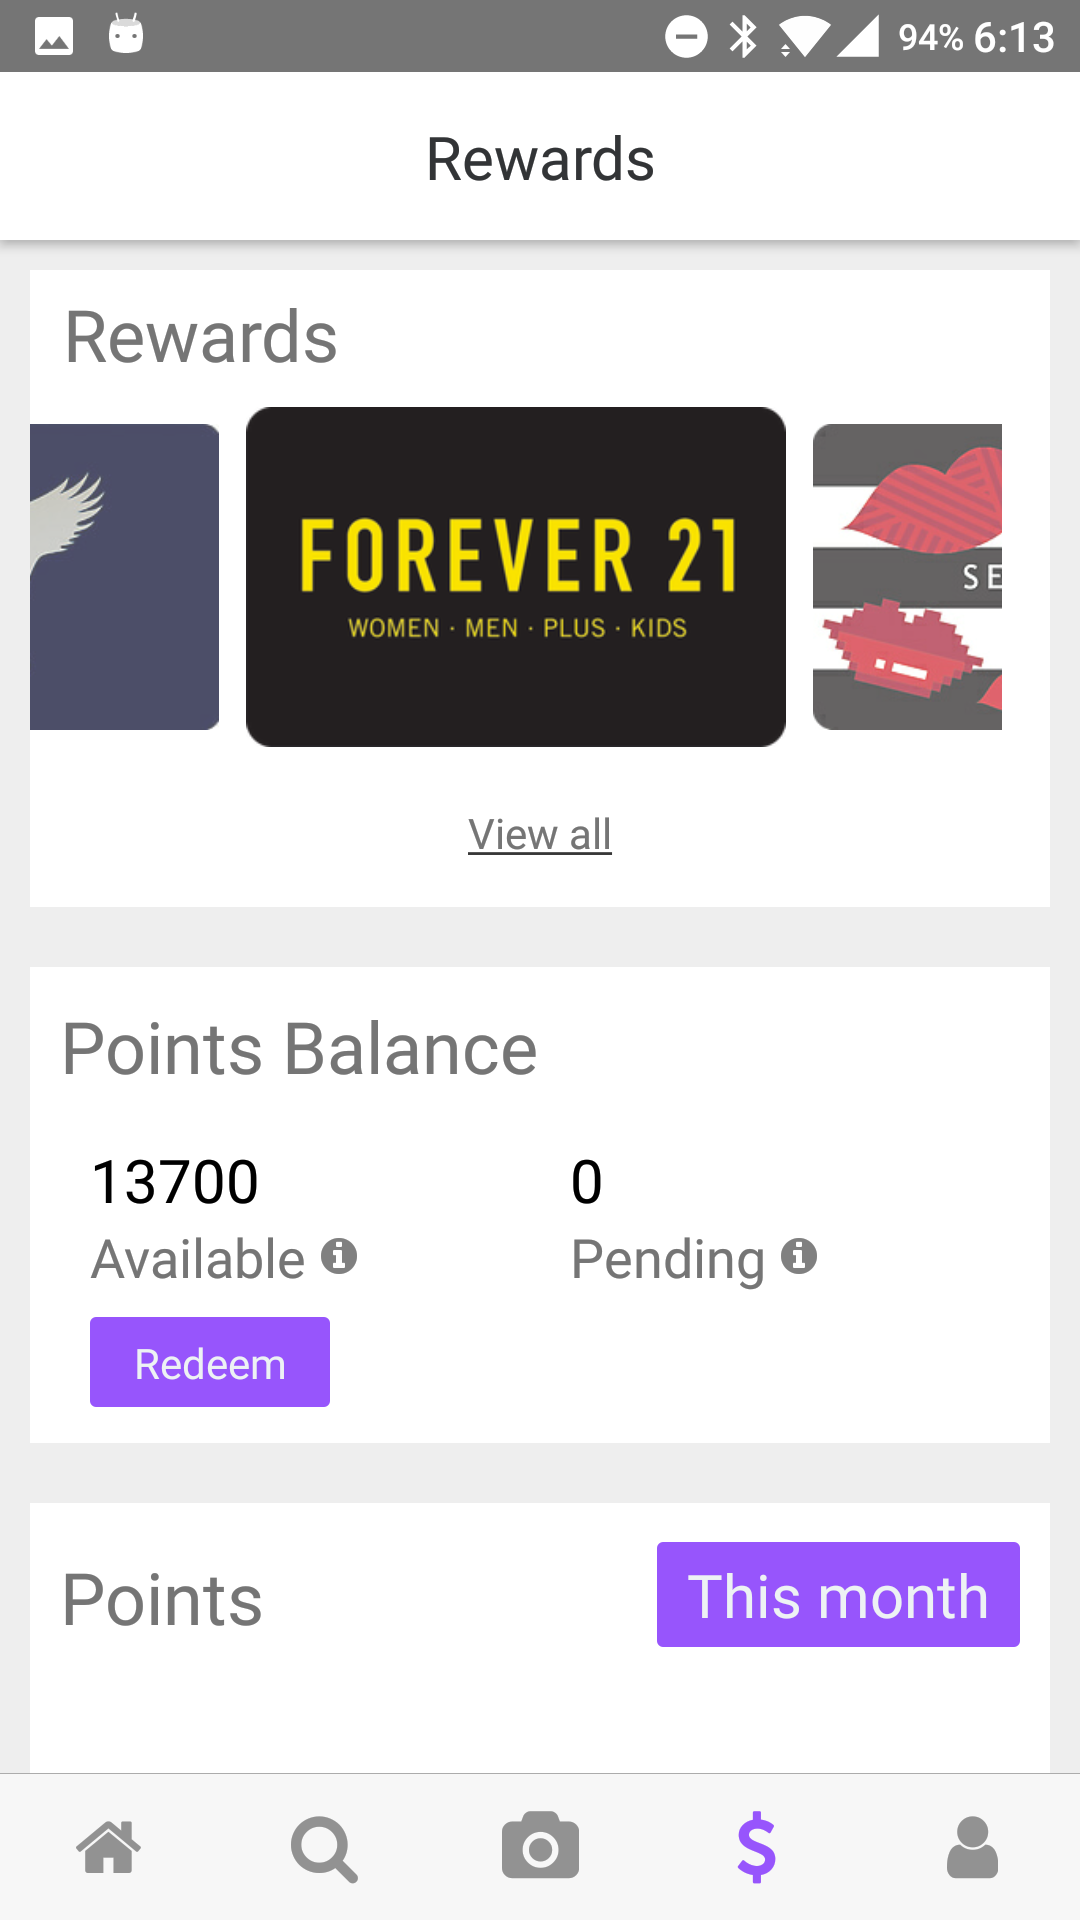 94% 6:13
Rewards
Rewards
FOREVER 21
WOMEN · MEN · PLUS · KIDS
SE
View all
Points Balance
13700
0
Available
Pending
Redeem
Points
This month